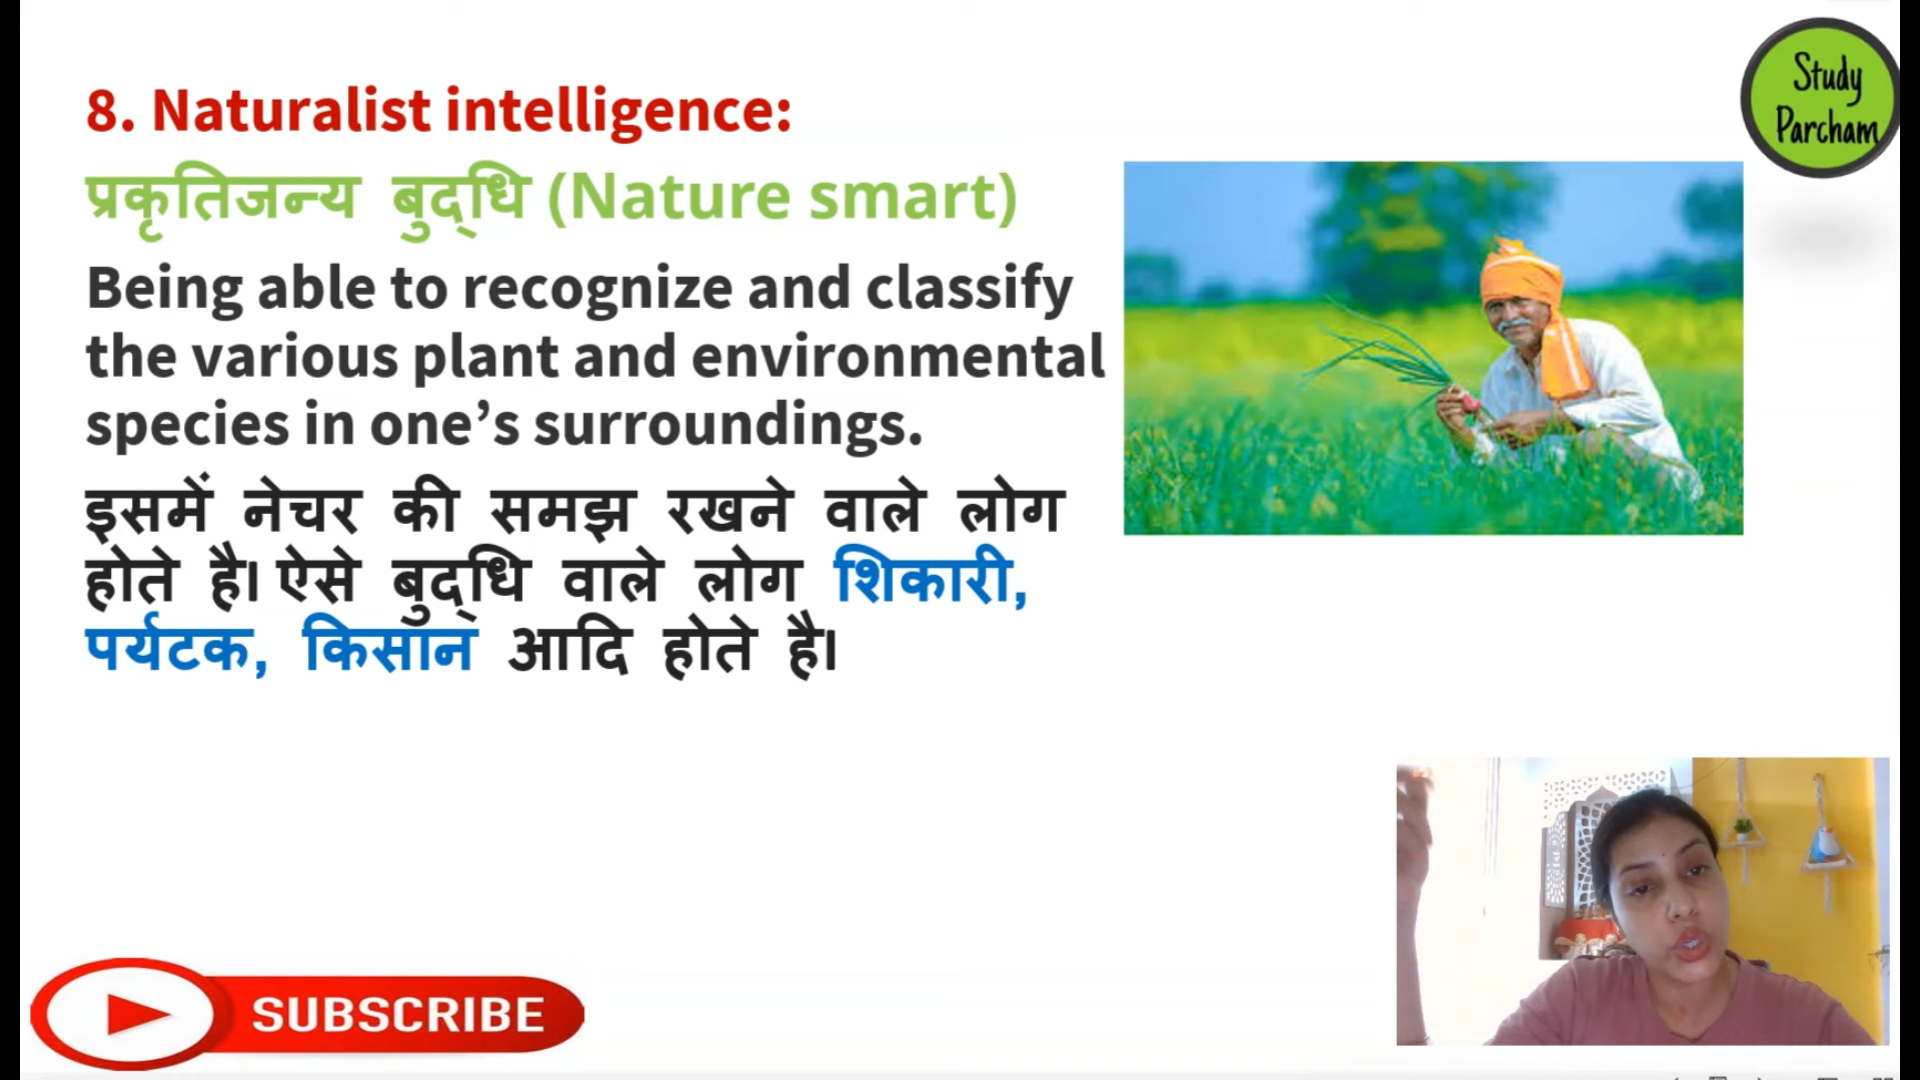 8. Naturalist intelligence:
प्रकृतिजन्य बुद्धि (Nature smart)
Being able to recognize and classify
the various plant and environmental
species in one’s surroundings.
इसमें नेचर की समझ रखने वाले लोग
होते है। ऐसे बुद्धि वाले लोग शिकारी,
पर्यटक, किसान आदि होते है।
Study
Parcham
SUBSCRIBE